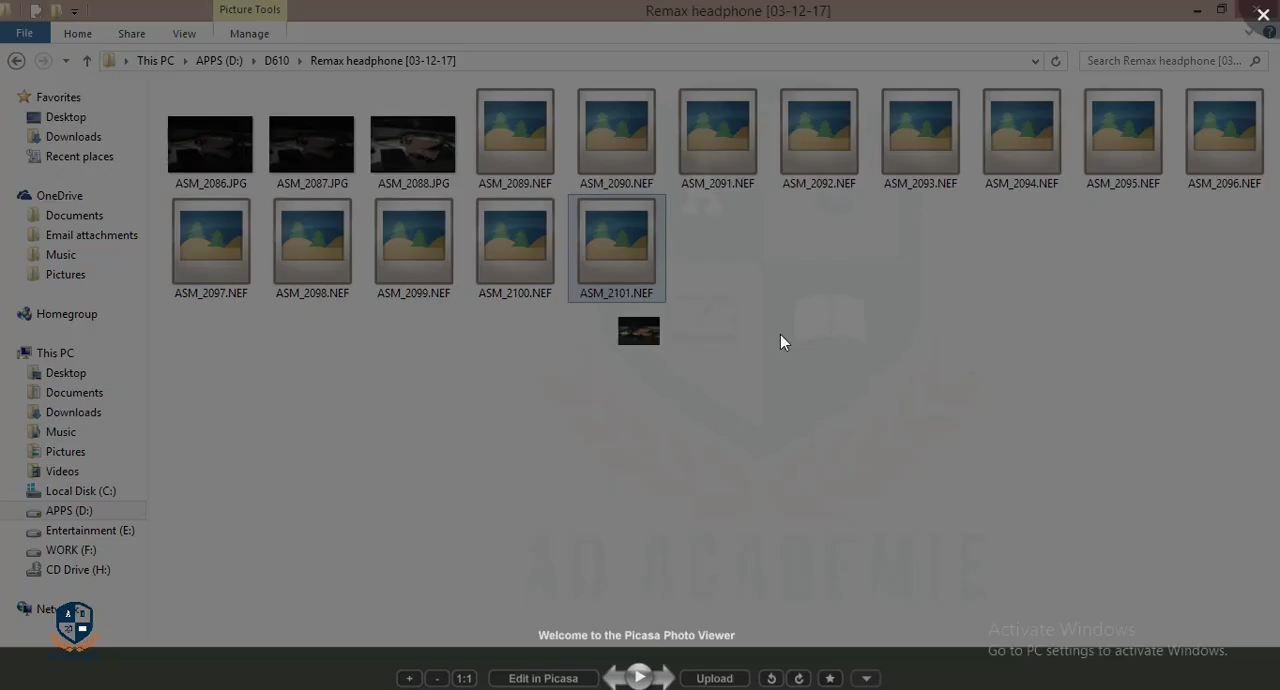 Picture Tools
Remax headphone [03-12-17]
File Home Share View Manage
This PC APPS (D:) D610 Remax headphone [03-12-17]
Search Remax headphone [03...
Favorites
Desktop
Downloads
Recent places
OneDrive
Documents
Email attachments
Music
Pictures
Homegroup
This PC
Desktop
Documents
Downloads
Music
Pictures
Videos
Local Disk (C:)
APPS (D:)
Entertainment (E:)
WORK (F:)
CD Drive (H:)
ASM_2086.JPG ASM_2087.JPG ASM_2088.JPG ASM_2089.NEF ASM_2090.NEF ASM_2091.NEF ASM_2092.NEF ASM_2093.NEF ASM_2094.NEF ASM_2095.NEF ASM_2096.NEF
ASM_2097.NEF ASM_2098.NEF ASM_2099.NEF ASM_2100.NEF ASM_2101.NEF
AD ACADEMIE
Welcome to the Picasa Photo Viewer
Activate Windows
Go to PC settings to activate Windows.
+ - 1:1 Edit in Picasa Upload